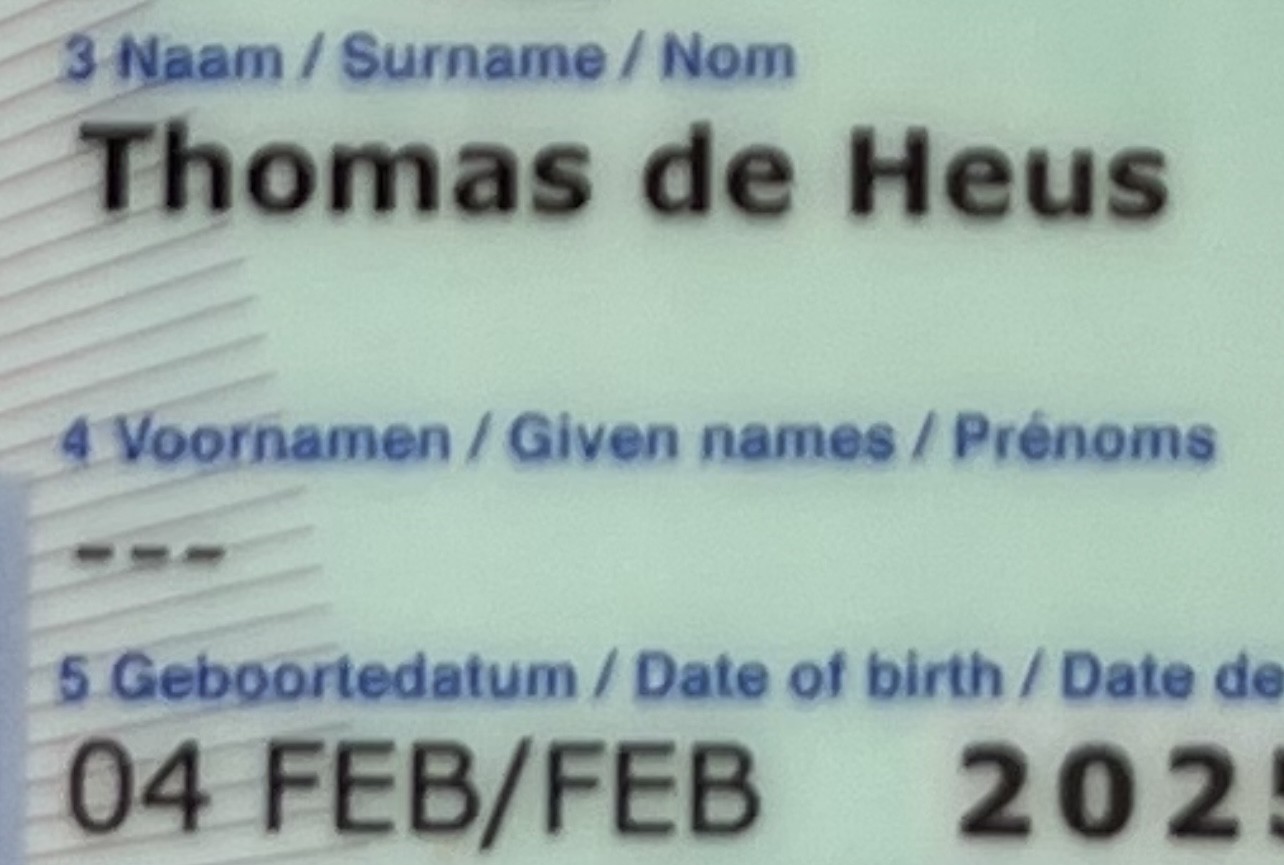 3 Naam / Surname / Nom
Thomas de Heus
4 Voornamen / Given names / Prénoms
---
5 Geboortedatum / Date of birth / Date de
04 FEB/FEB 2025